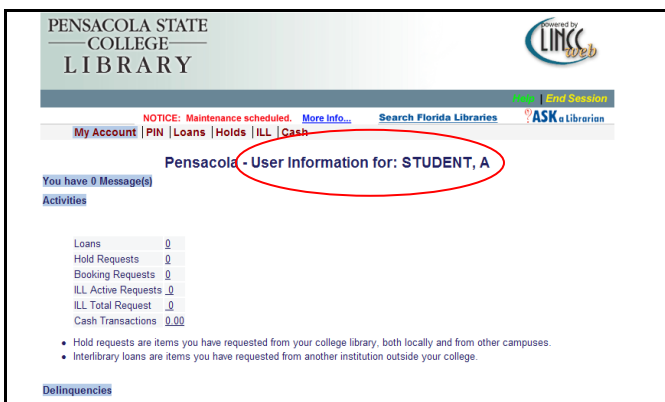 PENSACOLA STATE
COLLEGE
LIBRARY
powered by
LINCC
web
Help | End Session
NOTICE: Maintenance scheduled. More Info... Search Florida Libraries ?ASK a Librarian
My Account | PIN | Loans | Holds | ILL | Cash
Pensacola - User Information for: STUDENT, A
You have 0 Message(s)
Activities
Loans 0
Hold Requests 0
Booking Requests 0
ILL Active Requests 0
ILL Total Request 0
Cash Transactions 0.00
• Hold requests are items you have requested from your college library, both locally and from other campuses.
• Interlibrary loans are items you have requested from another institution outside your college.
Delinquencies